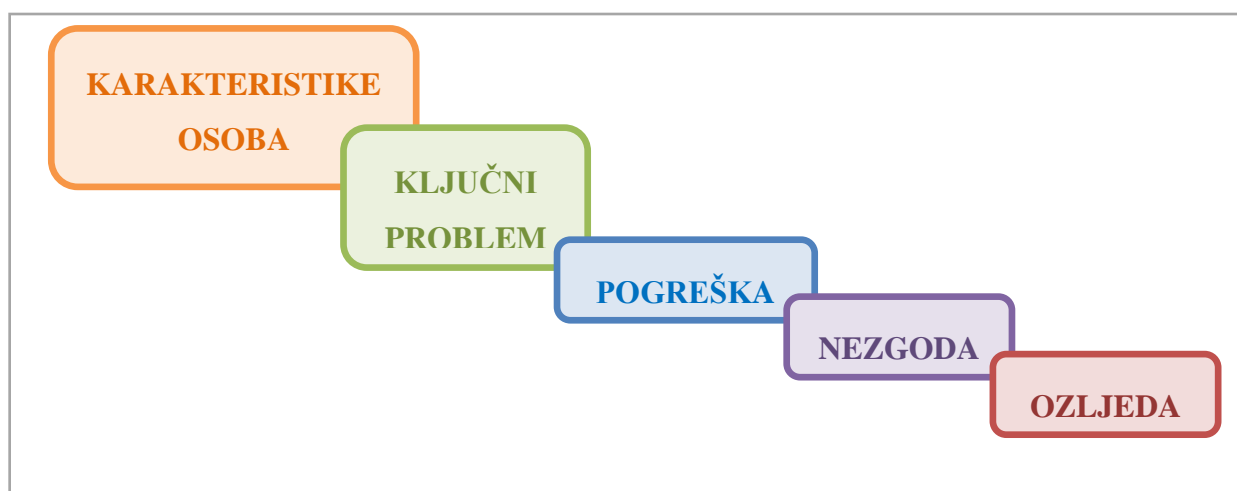 KARAKTERISTIKE
OSOBA
KLJUČNI
PROBLEM
POGREŠKA
NEZGODA
OZLJEDA